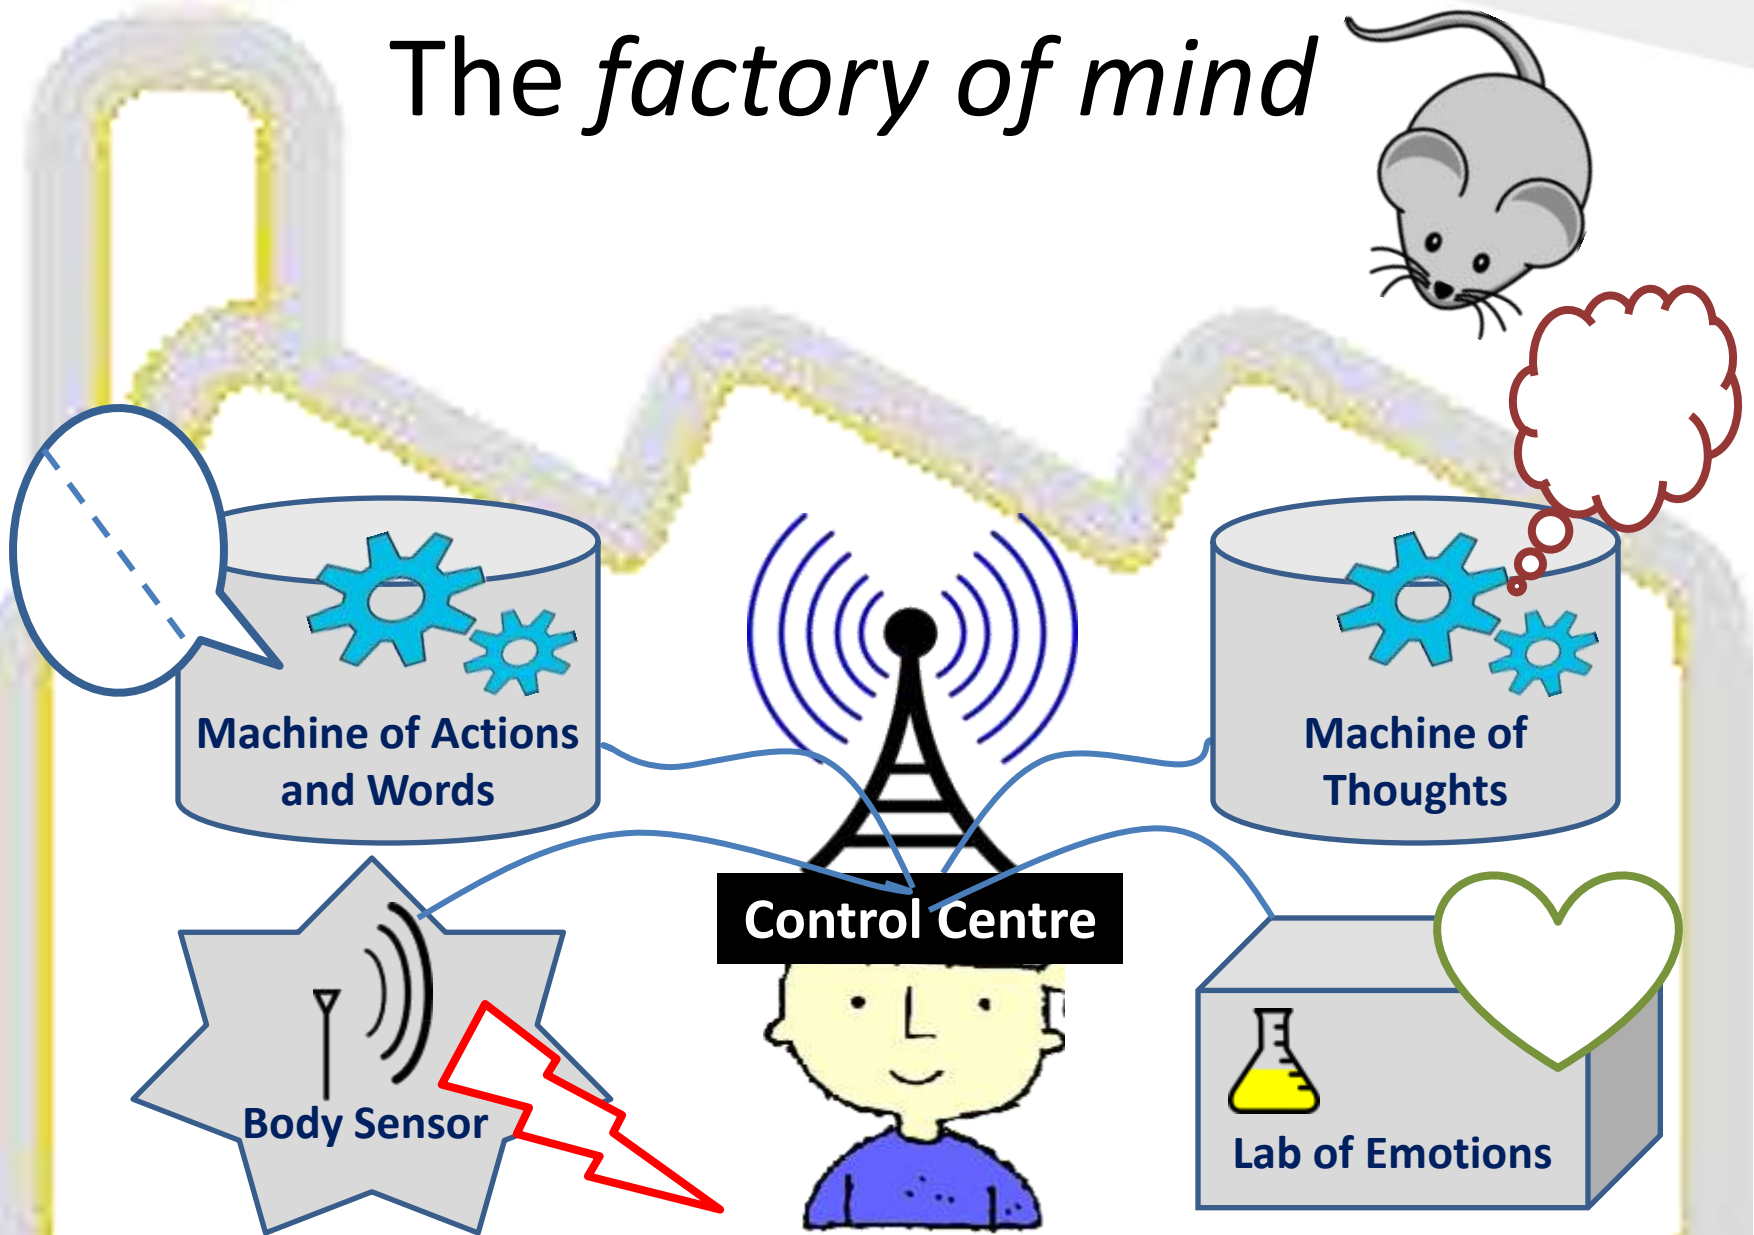 The factory of mind
Machine of Actions
and Words
Machine of
Thoughts
Control Centre
Body Sensor
Lab of Emotions